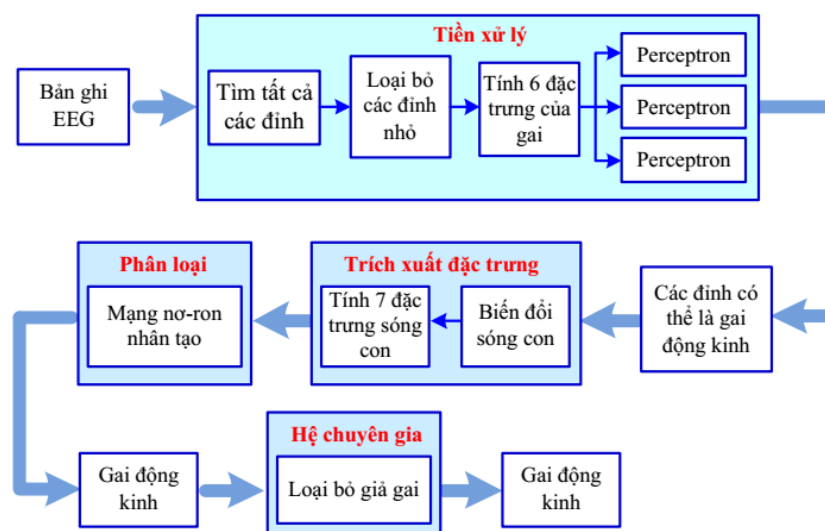 Tiền xử lý
Bản ghi
EEG
Tìm tất cả
các đỉnh
Loại bỏ
các đỉnh
nhỏ
Tính 6 đặc
trưng của
gai
Perceptron
Perceptron
Perceptron
Phân loại
Mạng nơ-ron
nhân tạo
Trích xuất đặc trưng
Tính 7 đặc
trưng sóng
con
Biến đổi
sóng con
Các đỉnh có
thể là gai
động kinh
Gai động
kinh
Hệ chuyên gia
Loại bỏ giả gai
Gai động
kinh